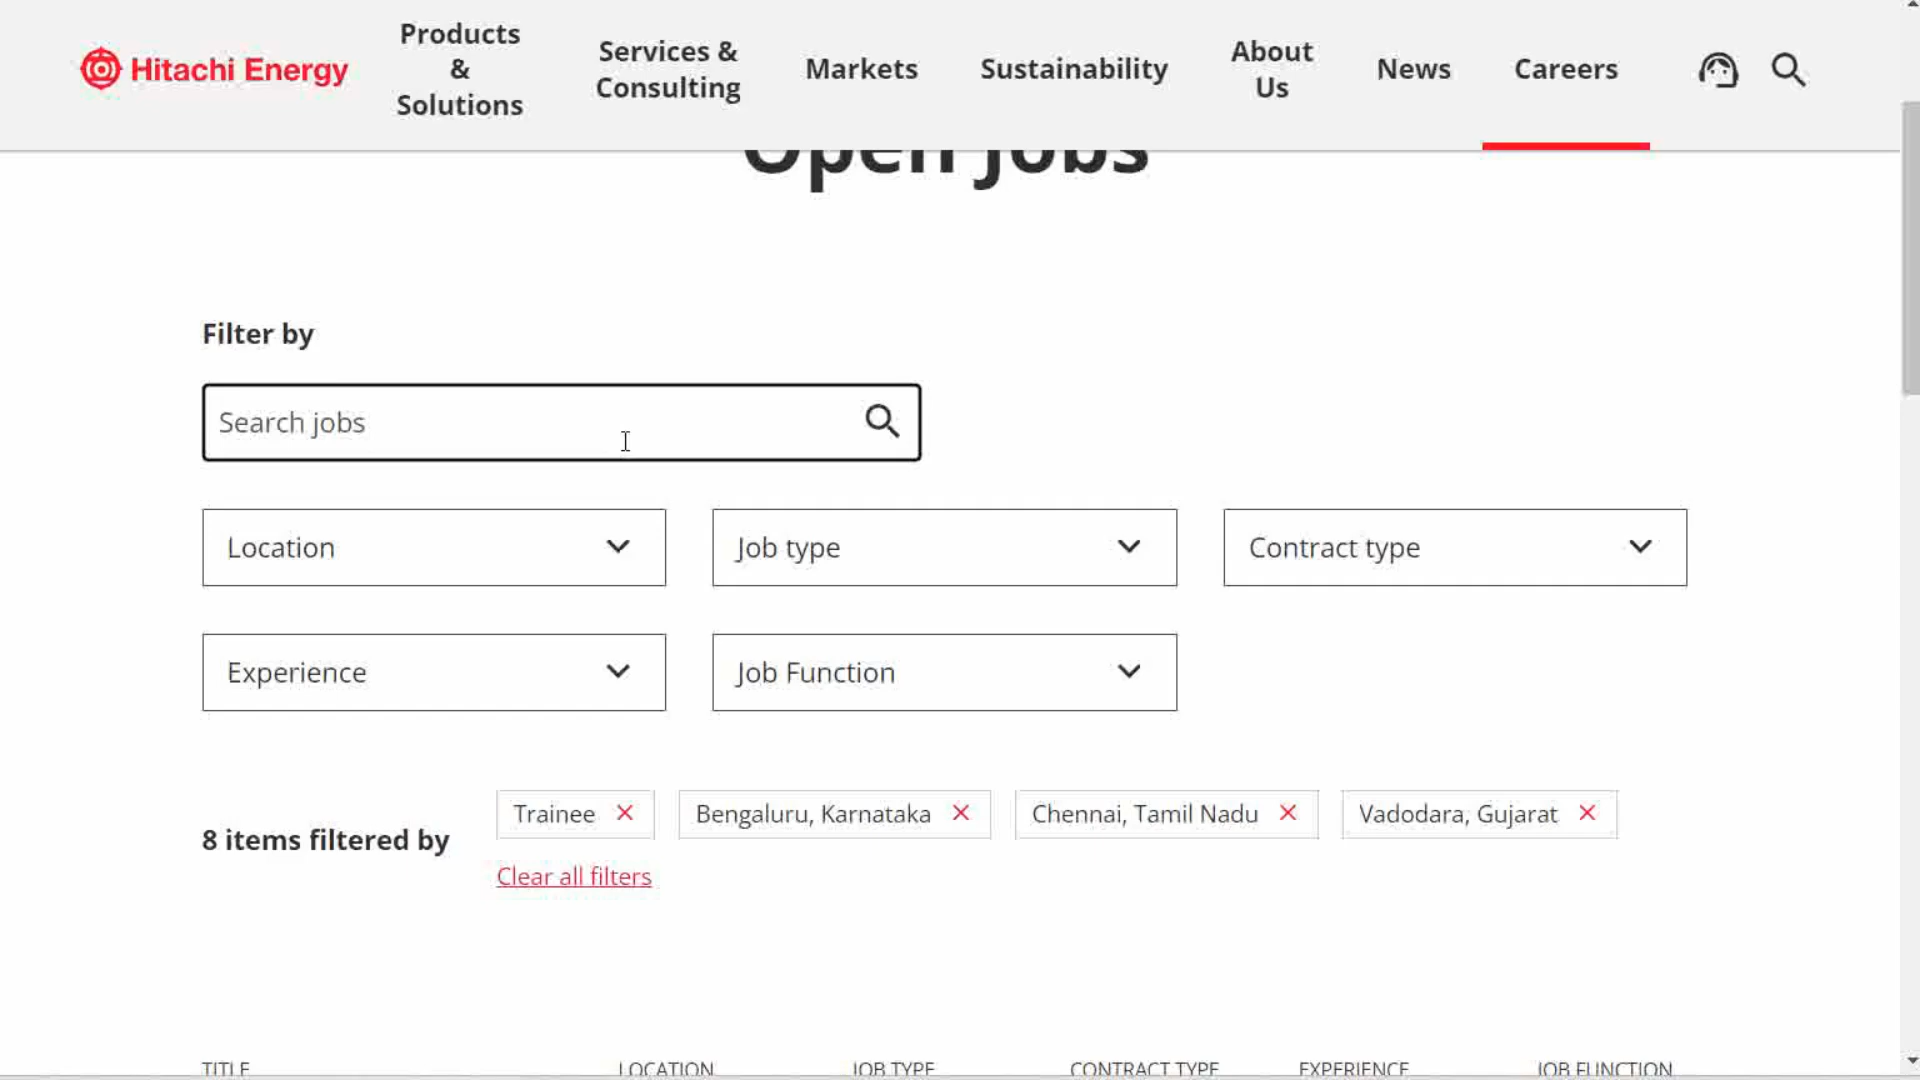 Products
&
Solutions
Services &
Consulting
Markets
Sustainability
About
Us
News
Careers
Hitachi Energy
Open Jobs
Filter by
Search jobs
Location
Job type
Contract type
Experience
Job Function
8 items filtered by
Trainee
Bengaluru, Karnataka
Chennai, Tamil Nadu
Vadodara, Gujarat
Clear all filters
TITLE
LOCATION
JOB TYPE
CONTRACT TYPE
EXPERIENCE
JOB FUNCTION